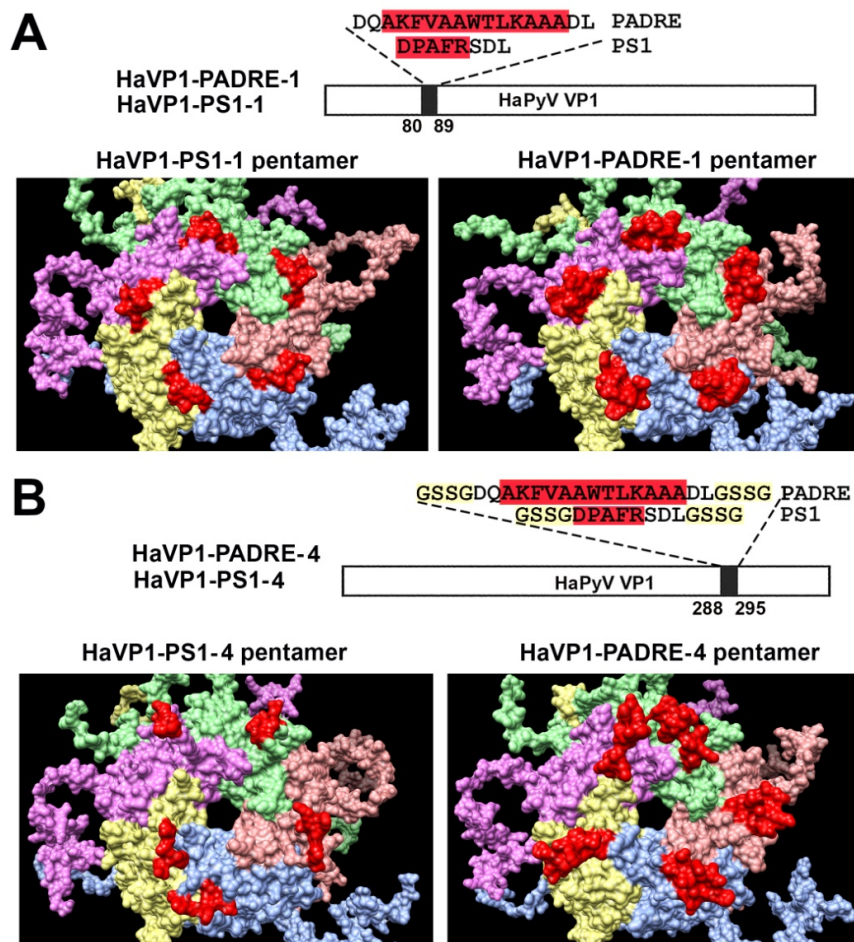 A
DQAKFVAAWTLKAAADL PADRE
DPAFRSDL PS1
HaVP1-PADRE-1
HaVP1-PS1-1
HaPyV VP1
80 89
HaVP1-PS1-1 pentamer HaVP1-PADRE-1 pentamer
B
GSSGDQAKFVAAWTLKAAADLGSSG PADRE
GSSGDPAFRSDLGSSG PS1
HaVP1-PADRE-4
HaVP1-PS1-4
HaPyV VP1
288 295
HaVP1-PS1-4 pentamer HaVP1-PADRE-4 pentamer